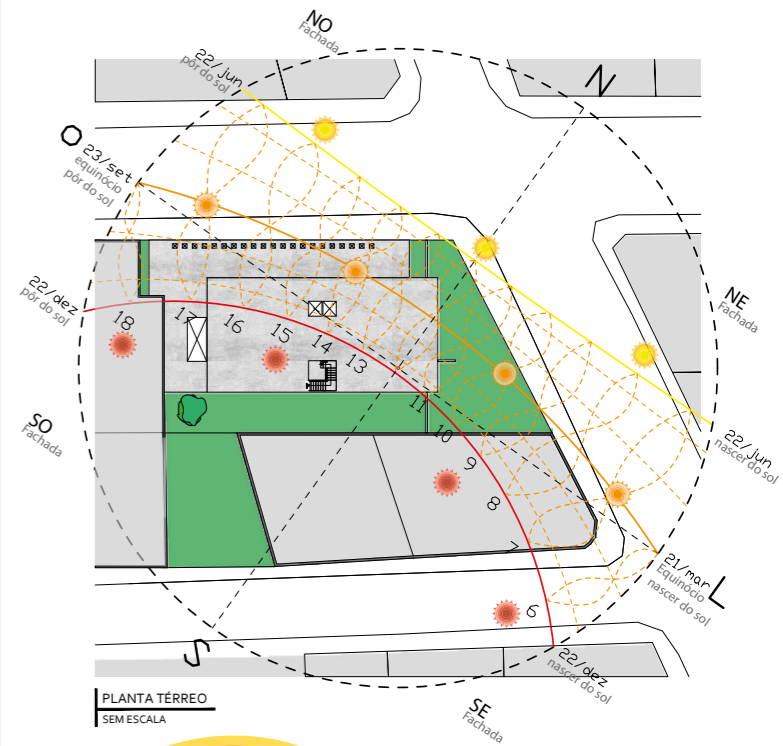 NO
Fachada
22/jun
pôr do sol
N
O
23/set
equinócio
pôr do sol
NE
Fachada
22/dez
pôr do sol
18
17
16
15
14
13
11
10
9
8
7
6
SO
Fachada
22/jun
nascer do sol
21/mar
Equinócio
nascer do sol
L
S
22/dez
nascer do sol
SE
Fachada
PLANTA TÉRREO
SEM ESCALA